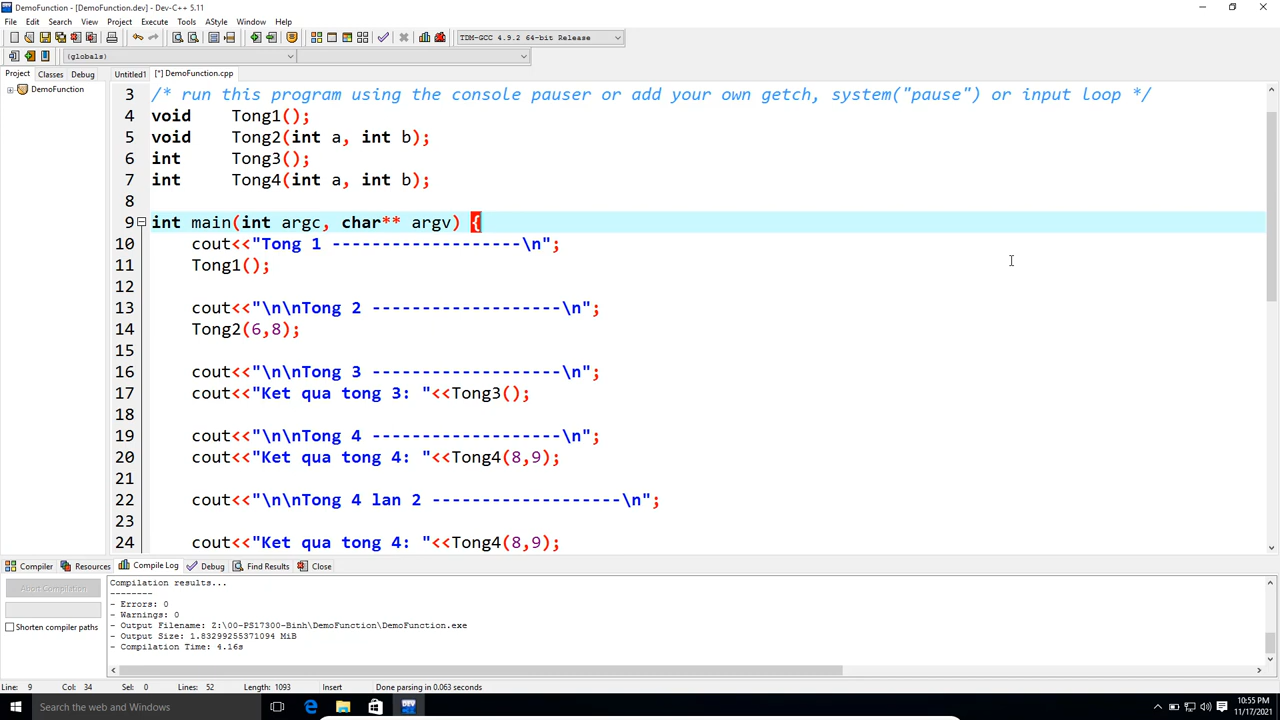 DemoFunction - [DemoFunction.dev] - Dev-C++ 5.11
File Edit Search View Project Execute Tools AStyle Window Help
TDM-GCC 4.9.2 64-bit Release
(globals)
Project Classes Debug Untitled1 [*] DemoFunction.cpp
DemoFunction
3 /* run this program using the console pauser or add your own getch, system("pause") or input loop */
4 void Tong1();
5 void Tong2(int a, int b);
6 int Tong3();
7 int Tong4(int a, int b);
8
9 int main(int argc, char** argv) {
10 cout<<"Tong 1 -------------------\n";
11 Tong1();
12
13 cout<<"\n\nTong 2 -------------------\n";
14 Tong2(6,8);
15
16 cout<<"\n\nTong 3 -------------------\n";
17 cout<<"Ket qua tong 3: "<<Tong3();
18
19 cout<<"\n\nTong 4 -------------------\n";
20 cout<<"Ket qua tong 4: "<<Tong4(8,9);
21
22 cout<<"\n\nTong 4 lan 2 -------------------\n";
23
24 cout<<"Ket qua tong 4: "<<Tong4(8,9);
Compiler Resources Compile Log Debug Find Results Close
Abort Compilation
Shorten compiler paths
Compilation results...
--------
- Errors: 0
- Warnings: 0
- Output Filename: Z:\00-PS17300-Binh\DemoFunction\DemoFunction.exe
- Output Size: 1.83299255371094 MiB
- Compilation Time: 4.16s
Line: 9 Col: 34 Sel: 0 Lines: 52 Length: 1093 Insert Done parsing in 0.063 seconds
Search the web and Windows
DEV
10:55 PM
11/17/2021